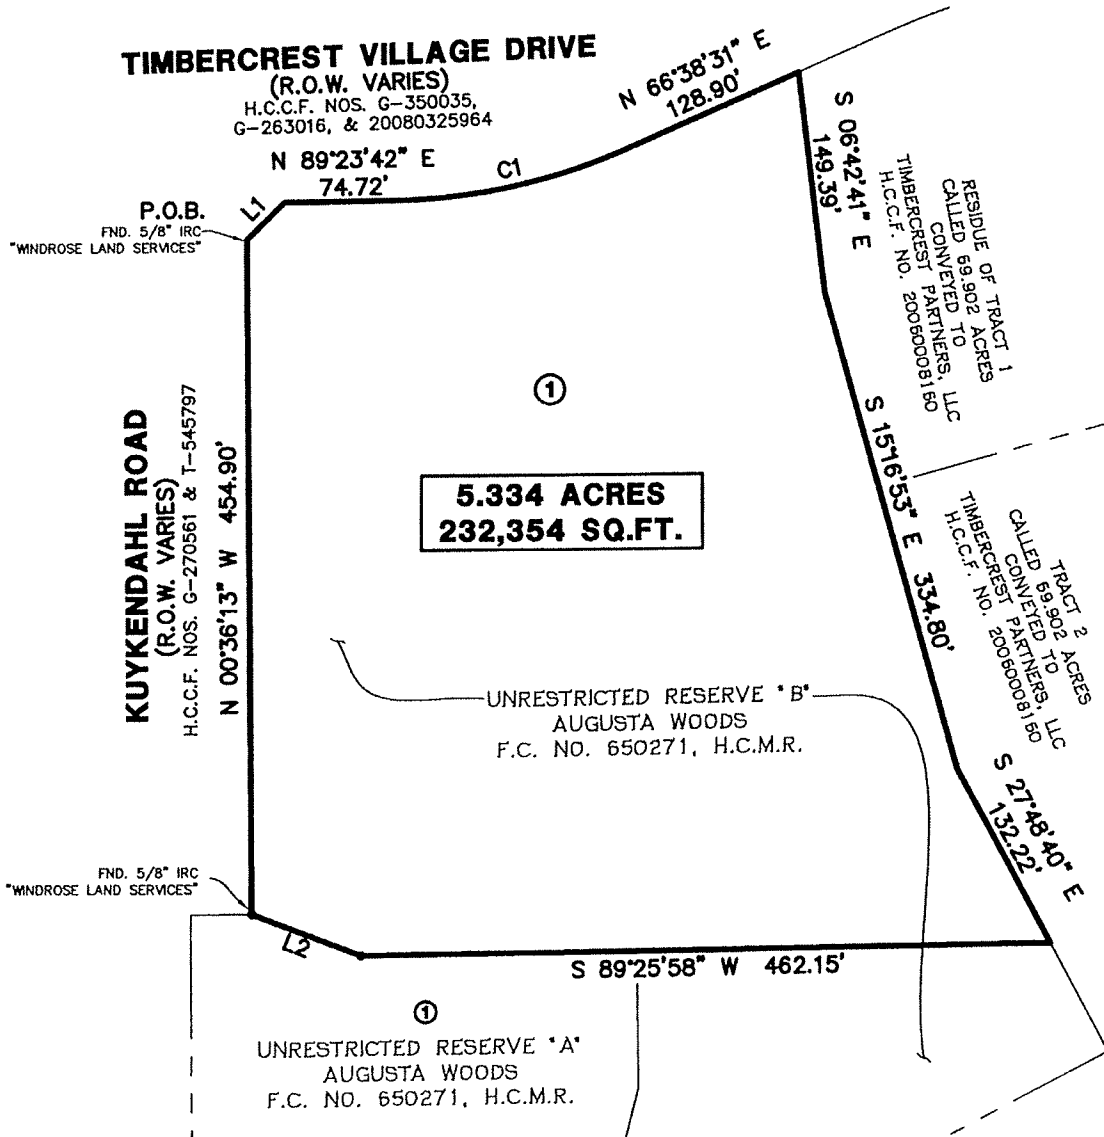 TIMBERCREST VILLAGE DRIVE
(R.O.W. VARIES)
H.C.C.F. NOS. G-350035,
G-263016, & 20080325964
N 89°23'42" E
74.72'
C1
N 66°38'31" E
128.90'
L1
P.O.B.
FND. 5/8" IRC
"WINDROSE LAND SERVICES"
S 06°42'41" E
149.39'
RESIDUE OF TRACT 1
CALLED 69.902 ACRES
CONVEYED TO
TIMBERCREST PARTNERS, LLC
H.C.C.F. NO. 20060008160
1
5.334 ACRES
232,354 SQ.FT.
KUYKENDAHL ROAD
(R.O.W. VARIES)
H.C.C.F. NOS. G-270561 & T-545797
N 00°36'13" W 454.90'
S 15°16'53" E 334.80'
TRACT 2
CALLED 69.902 ACRES
CONVEYED TO
TIMBERCREST PARTNERS, LLC
H.C.C.F. NO. 20060008160
UNRESTRICTED RESERVE "B"
AUGUSTA WOODS
F.C. NO. 650271, H.C.M.R.
S 27°48'40" E
132.22'
FND. 5/8" IRC
"WINDROSE LAND SERVICES"
L2
S 89°25'58" W 462.15'
1
UNRESTRICTED RESERVE "A"
AUGUSTA WOODS
F.C. NO. 650271, H.C.M.R.